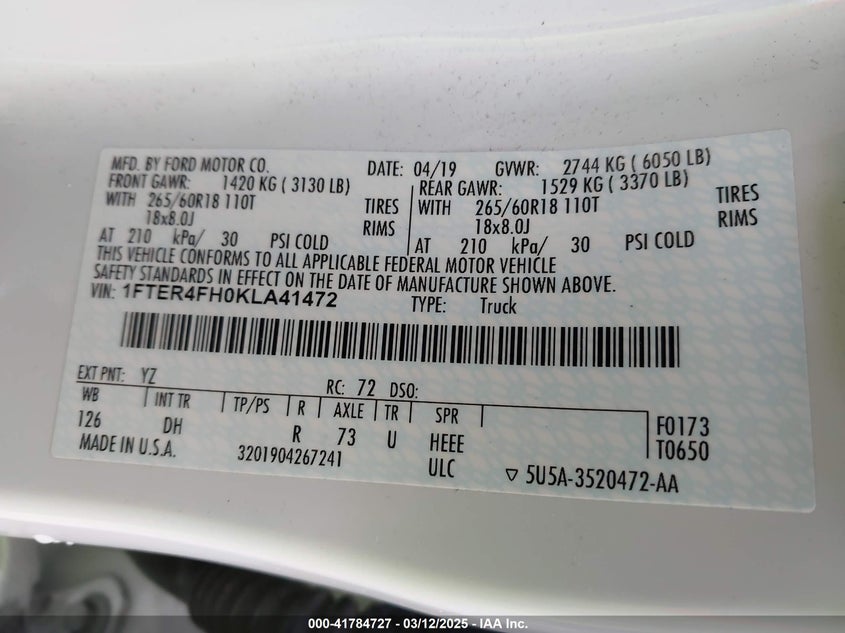 MFD. BY FORD MOTOR CO. DATE: 04/19 GVWR: 2744 KG ( 6050 LB)
FRONT GAWR: 1420 KG ( 3130 LB) REAR GAWR: 1529 KG ( 3370 LB)
WITH 265/60R18 110T TIRES WITH 265/60R18 110T TIRES
18x8.0J RIMS 18x8.0J RIMS
AT 210 kPa/ 30 PSI COLD AT 210 kPa/ 30 PSI COLD
THIS VEHICLE CONFORMS TO ALL APPLICABLE FEDERAL MOTOR VEHICLE
SAFETY STANDARDS IN EFFECT ON THE DATE OF MANUFACTURE SHOWN ABOVE.
VIN: 1FTER4FH0KLA41472 TYPE: Truck
EXT PNT: YZ RC: 72 DSO:
WB INT TR TP/PS R AXLE TR SPR
126 DH R 73 U HEEE F0173
MADE IN U.S.A. 3201904267241 ULC T0650
5U5A-3520472-AA
000-41784727 - 03/12/2025 - IAA Inc.